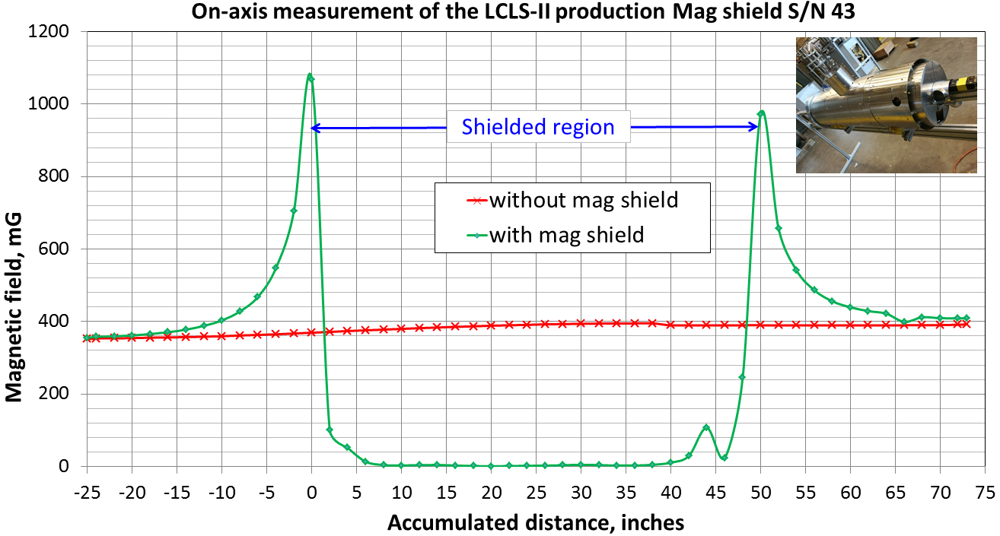 On-axis measurement of the LCLS-II production Mag shield S/N 43
1200
1000
800
600
400
200
0
Magnetic field, mG
Shielded region
without mag shield
with mag shield
-25 -20 -15 -10 -5 0 5 10 15 20 25 30 35 40 45 50 55 60 65 70 75
Accumulated distance, inches